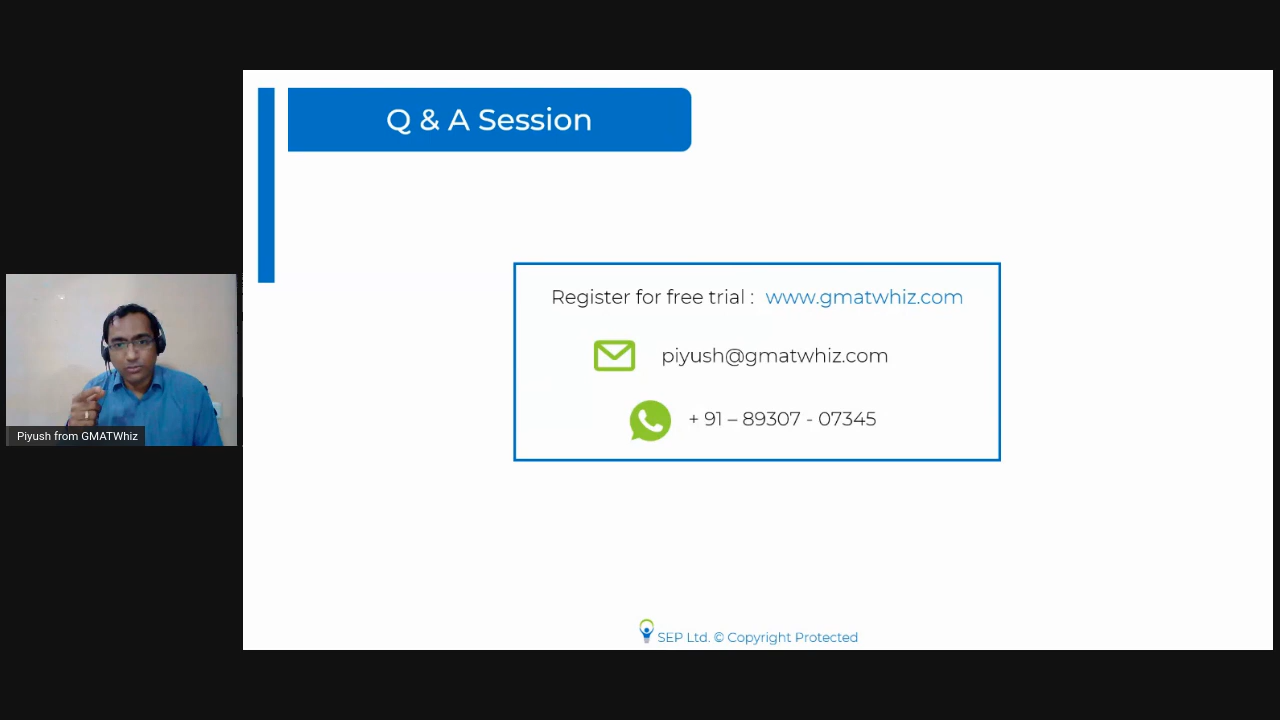 Q & A Session
Register for free trial : www.gmatwhiz.com
piyush@gmatwhiz.com
+ 91 – 89307 - 07345
Piyush from GMATWhiz
SEP Ltd. © Copyright Protected